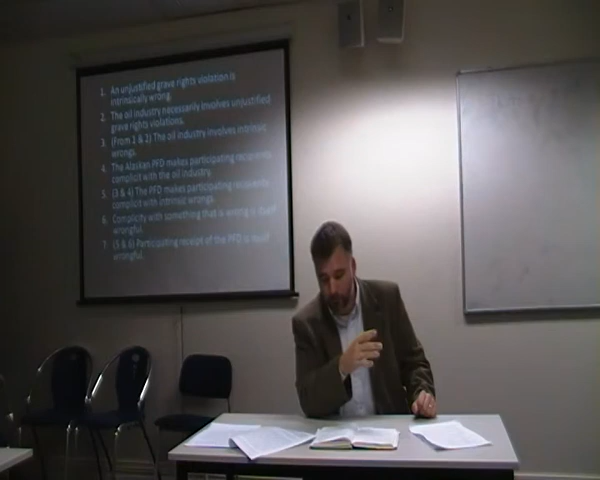 1. An unjustified grave rights violation is
intrinsically wrong.
2. The oil industry necessarily involves unjustified
grave rights violations.
3. (From 1 & 2) The oil industry involves intrinsic
wrongs.
4. The Alaskan PFD makes participating recipients
complicit with the oil industry.
5. (3 & 4) The PFD makes participating recipients
complicit with intrinsic wrongs.
6. Complicity with something that is wrong is itself
wrongful.
7. (5 & 6) Participating receipt of the PFD is itself
wrongful.